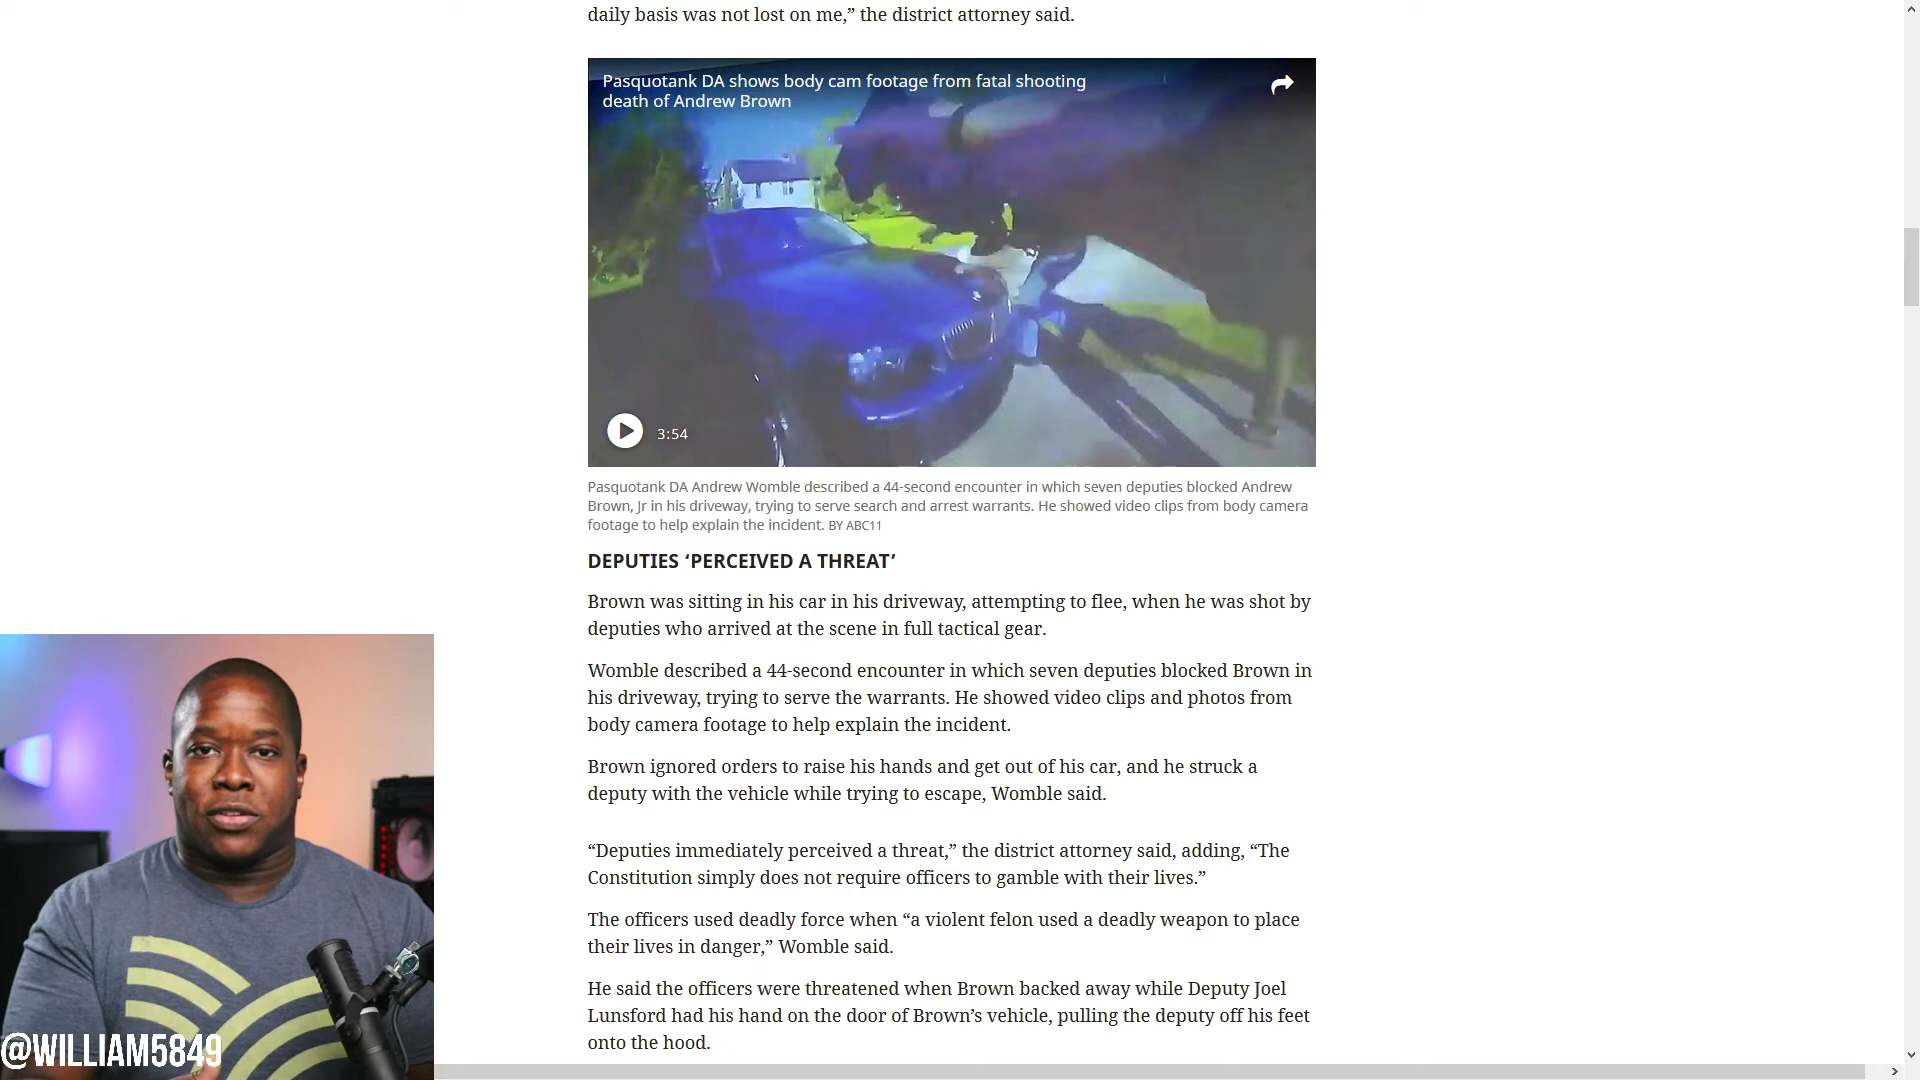 daily basis was not lost on me,” the district attorney said.
Pasquotank DA shows body cam footage from fatal shooting
death of Andrew Brown
3:54
Pasquotank DA Andrew Womble described a 44-second encounter in which seven deputies blocked Andrew
Brown, Jr in his driveway, trying to serve search and arrest warrants. He showed video clips from body camera
footage to help explain the incident. BY ABC11
DEPUTIES ‘PERCEIVED A THREAT’
Brown was sitting in his car in his driveway, attempting to flee, when he was shot by
deputies who arrived at the scene in full tactical gear.
Womble described a 44-second encounter in which seven deputies blocked Brown in
his driveway, trying to serve the warrants. He showed video clips and photos from
body camera footage to help explain the incident.
Brown ignored orders to raise his hands and get out of his car, and he struck a
deputy with the vehicle while trying to escape, Womble said.
“Deputies immediately perceived a threat,” the district attorney said, adding, “The
Constitution simply does not require officers to gamble with their lives.”
The officers used deadly force when “a violent felon used a deadly weapon to place
their lives in danger,” Womble said.
He said the officers were threatened when Brown backed away while Deputy Joel
Lunsford had his hand on the door of Brown’s vehicle, pulling the deputy off his feet
onto the hood.
@WILLIAM5849